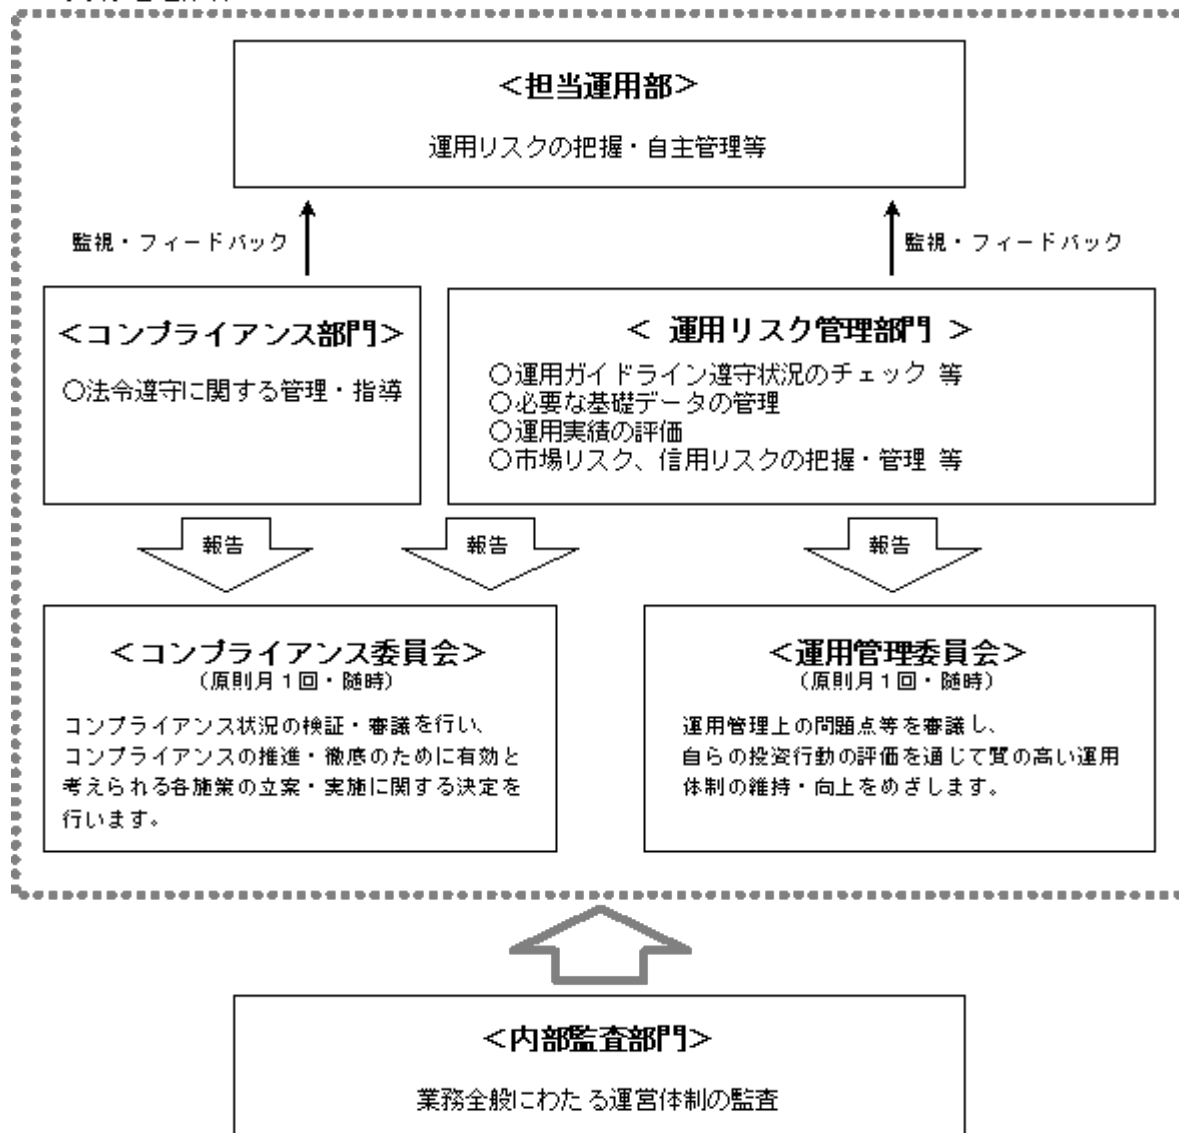 ＜担当運用部＞
運用リスクの把握・自主管理等
監視・フィードバック
監視・フィードバック
＜コンプライアンス部門＞
○法令遵守に関する管理・指導
＜ 運用リスク管理部門 ＞
○運用ガイドライン遵守状況のチェック 等
○必要な基礎データの管理
○運用実績の評価
○市場リスク、信用リスクの把握・管理 等
報告
報告
報告
＜コンプライアンス委員会＞
（原則月１回・随時）
コンプライアンス状況の検証・審議を行い、
コンプライアンスの推進・徹底のために有効と
考えられる各施策の立案・実施に関する決定を
行います。
＜運用管理委員会＞
（原則月１回・随時）
運用管理上の問題点等を審議し、
自らの投資行動の評価を通じて質の高い運用
体制の維持・向上をめざします。
＜内部監査部門＞
業務全般にわたる運営体制の監査